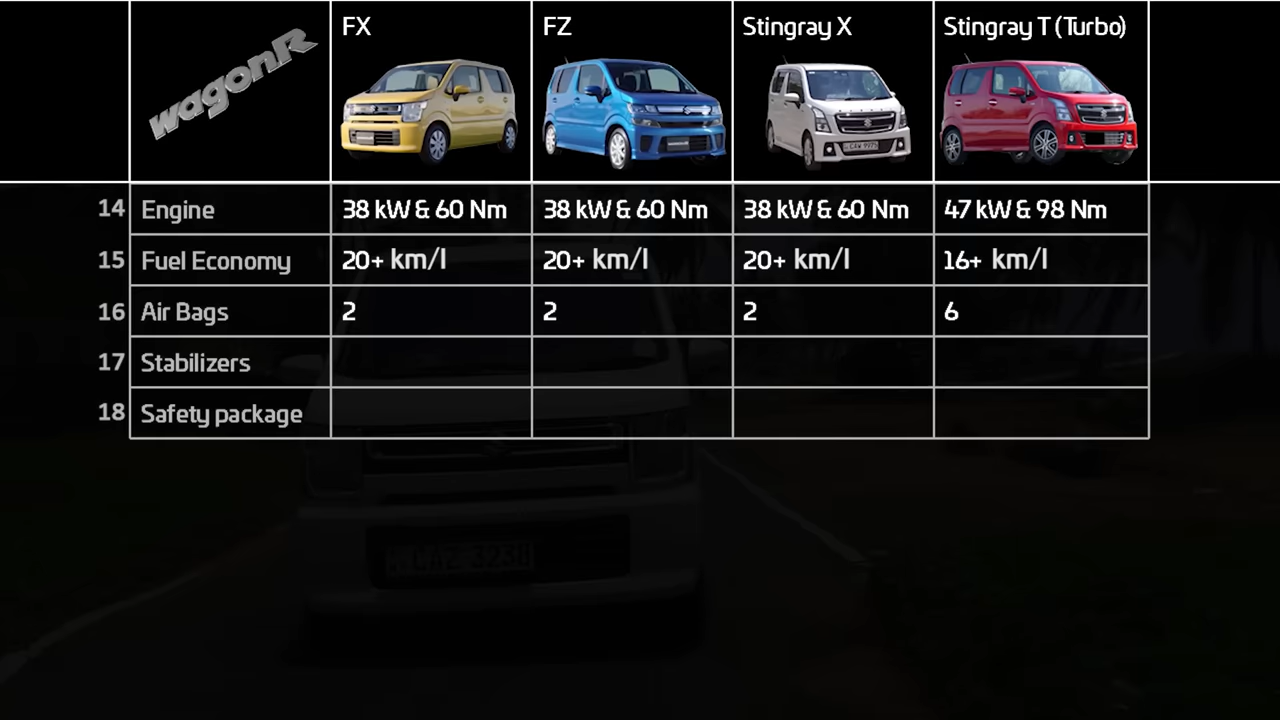 wagonR FX FZ Stingray X Stingray T (Turbo)
14 Engine 38 kW & 60 Nm 38 kW & 60 Nm 38 kW & 60 Nm 47 kW & 98 Nm
15 Fuel Economy 20+ km/l 20+ km/l 20+ km/l 16+ km/l
16 Air Bags 2 2 2 6
17 Stabilizers
18 Safety package